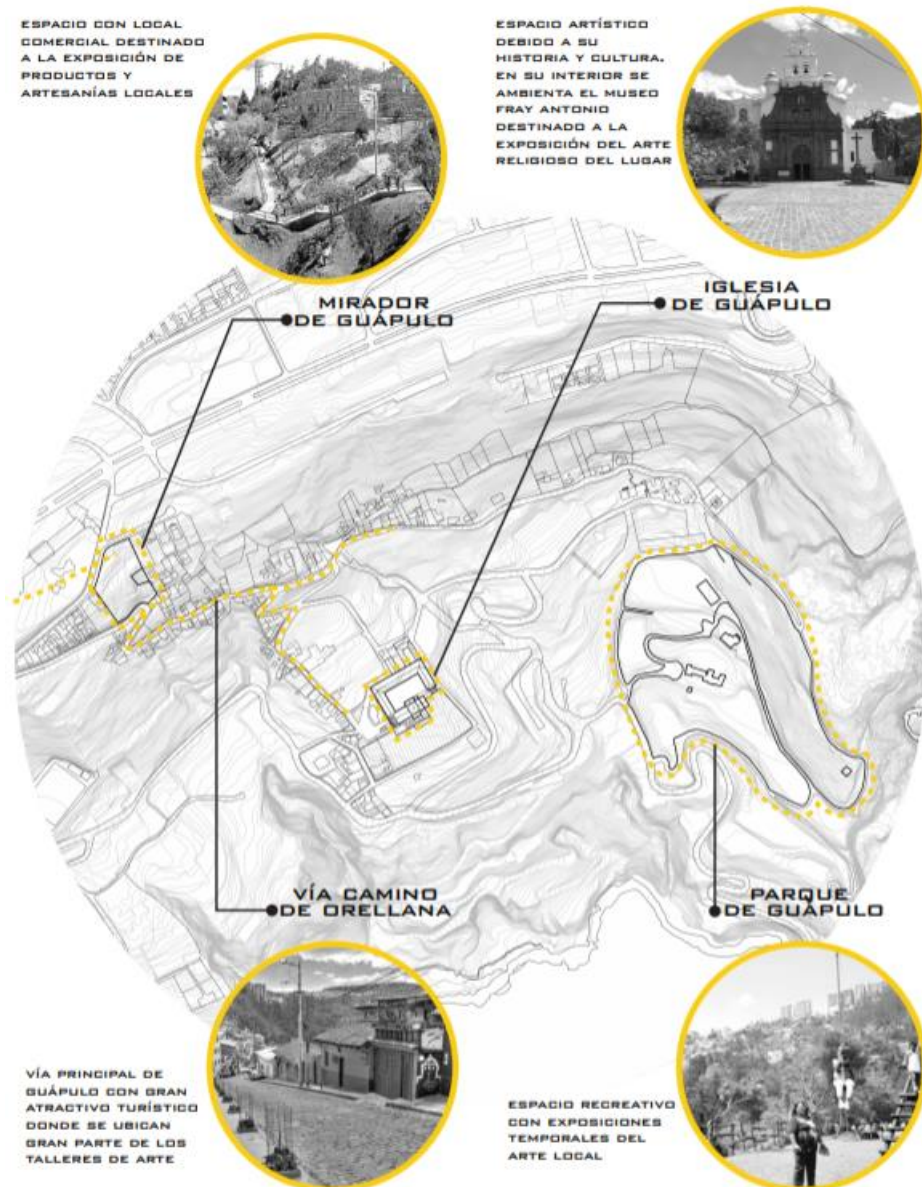 ESPACIO CON LOCAL
COMERCIAL DESTINADO
A LA EXPOSICIÓN DE
PRODUCTOS Y
ARTESANÍAS LOCALES
ESPACIO ARTÍSTICO
DEBIDO A SU
HISTORIA Y CULTURA.
EN SU INTERIOR SE
AMBIENTA EL MUSEO
FRAY ANTONIO
DESTINADO A LA
EXPOSICIÓN DEL ARTE
RELIGIOSO DEL LUGAR
MIRADOR
DE GUÁPULO
IGLESIA
DE GUÁPULO
VÍA CAMINO
DE ORELLANA
PARQUE
DE GUÁPULO
VÍA PRINCIPAL DE
GUÁPULO CON GRAN
ATRACTIVO TURÍSTICO
DONDE SE UBICAN
GRAN PARTE DE LOS
TALLERES DE ARTE
ESPACIO RECREATIVO
CON EXPOSICIONES
TEMPORALES DEL
ARTE LOCAL